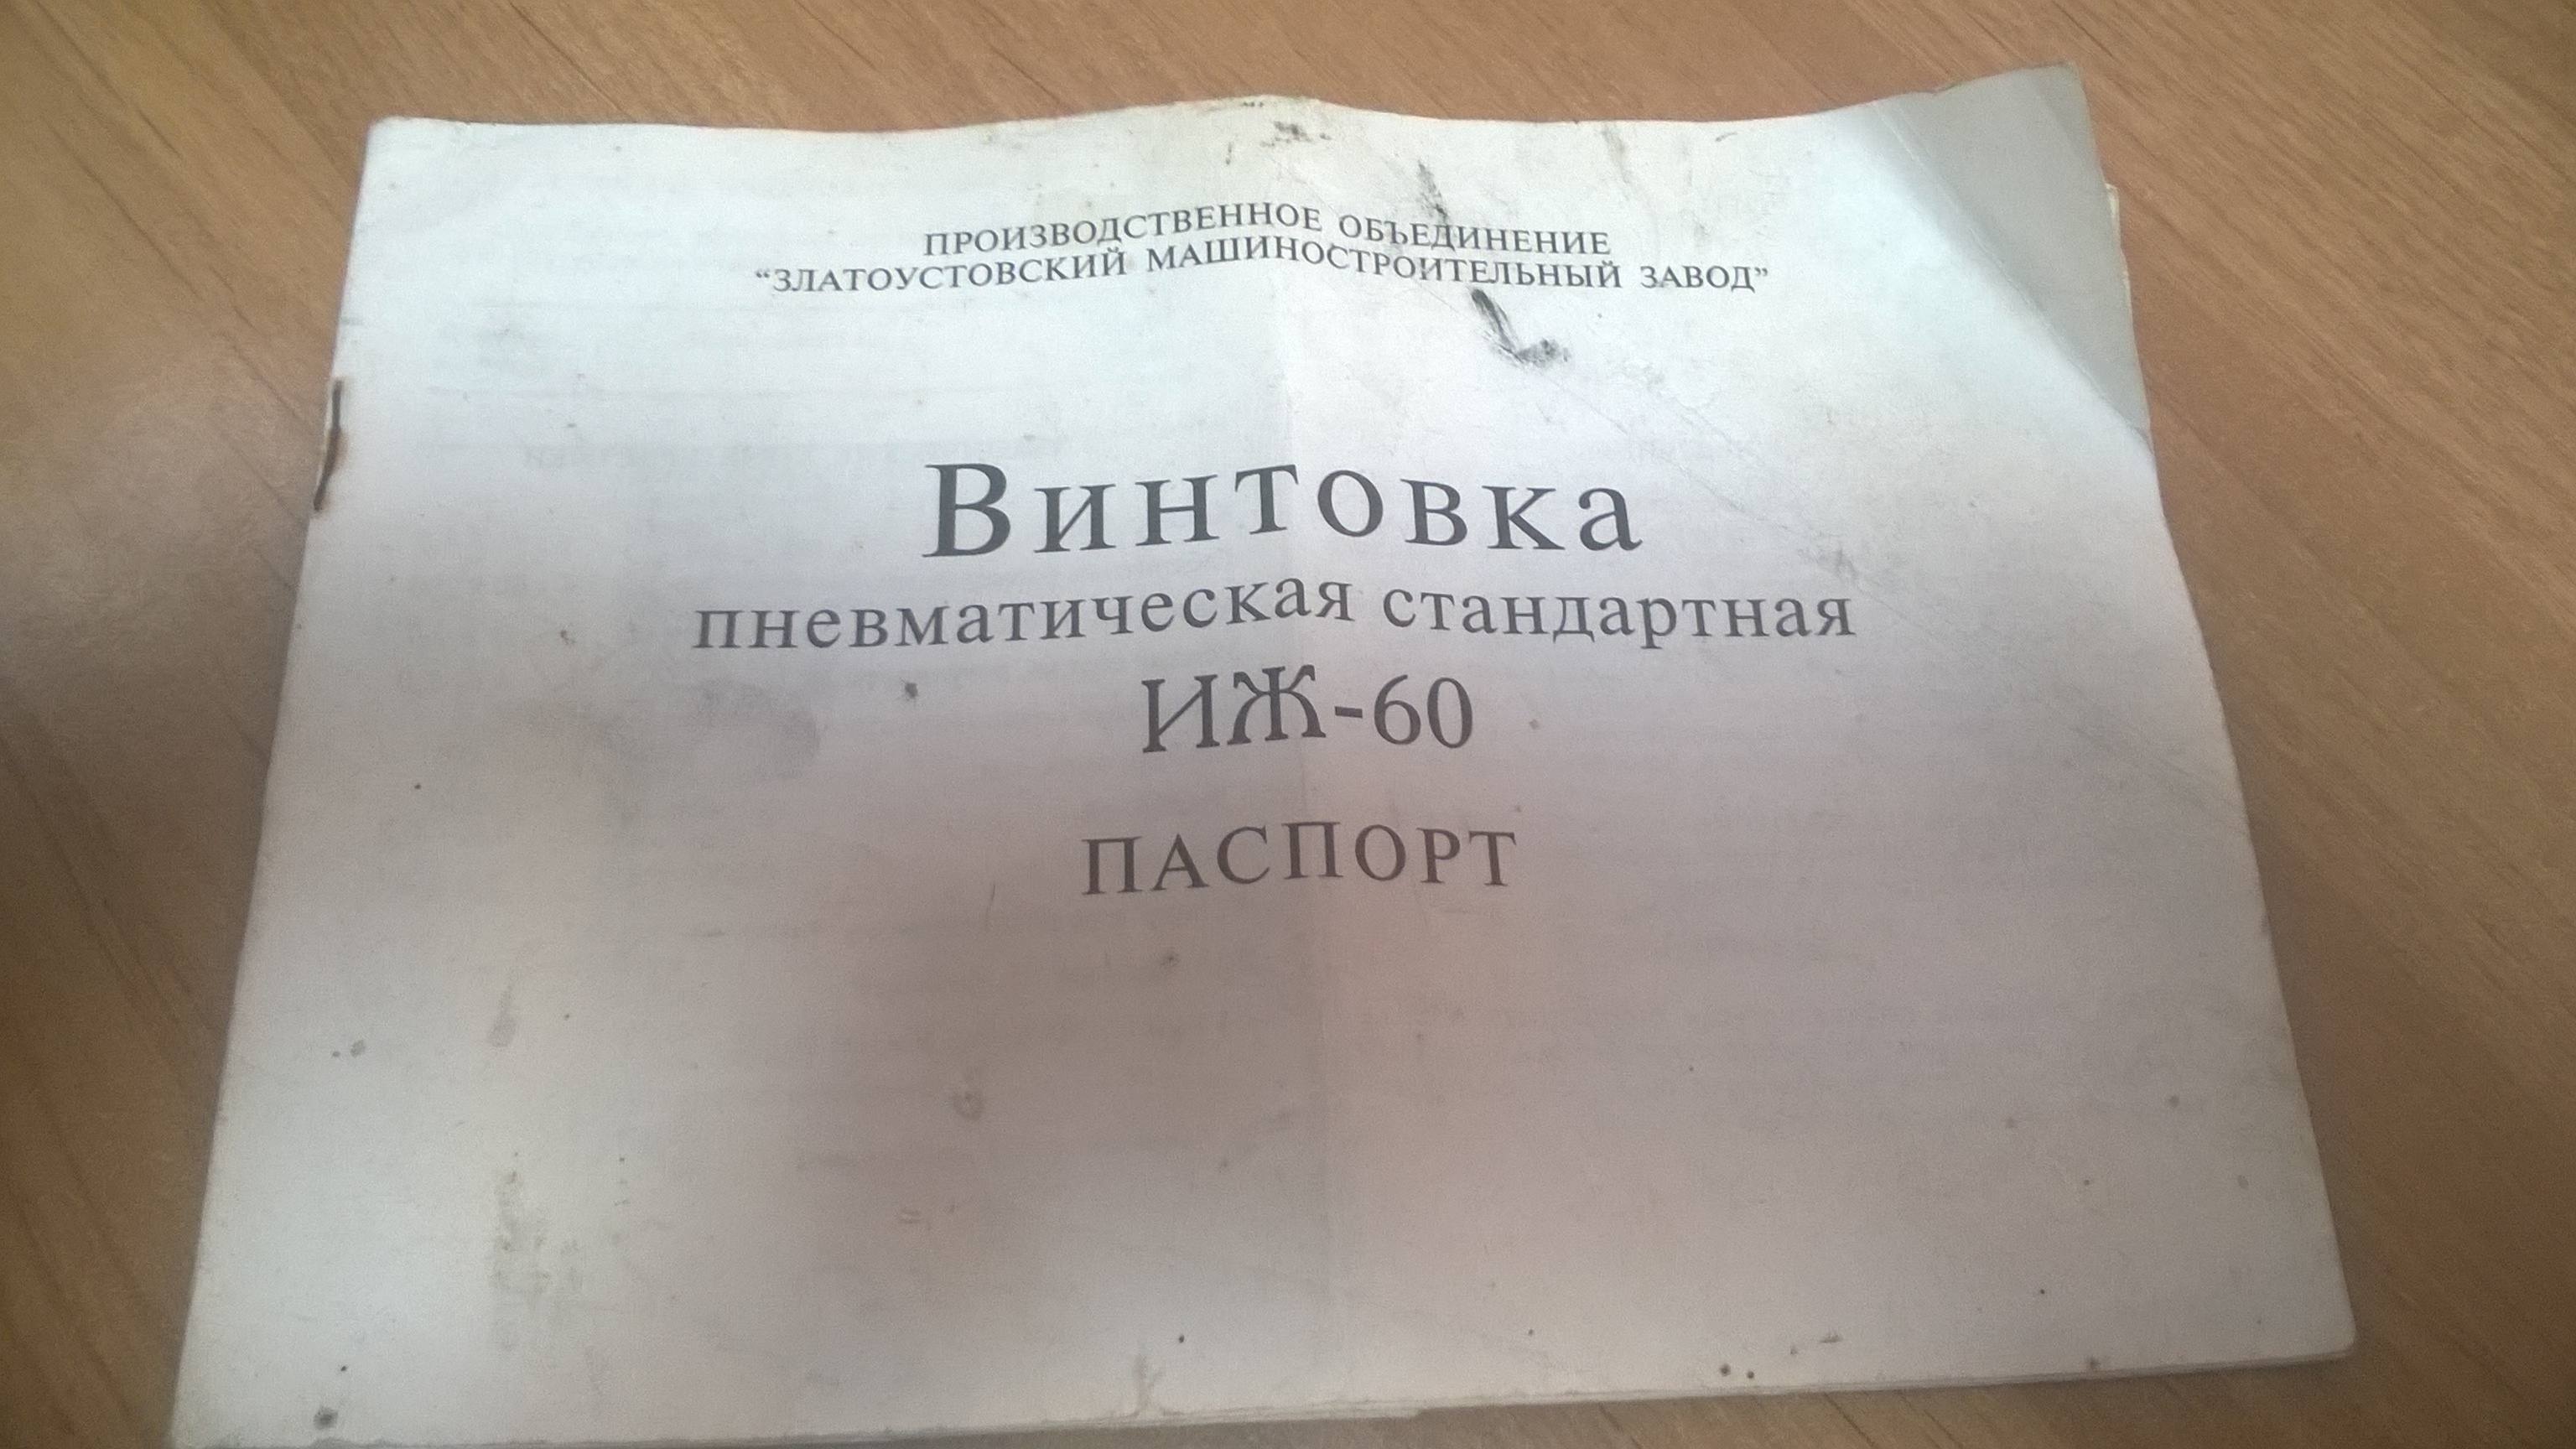 ПРОИЗВОДСТВЕННОЕ ОБЪЕДИНЕНИЕ
“ЗЛАТОУСТОВСКИЙ МАШИНОСТРОИТЕЛЬНЫЙ ЗАВОД”
Винтовка
пневматическая стандартная
ИЖ-60
ПАСПОРТ